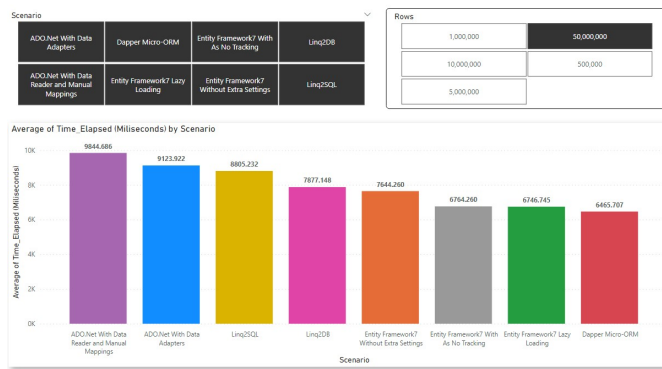 Scenario
ADO.Net With Data
Adapters
Dapper Micro-ORM
Entity Framework7 With
As No Tracking
Linq2DB
ADO.Net With Data
Reader and Manual
Mappings
Entity Framework7 Lazy
Loading
Entity Framework7
Without Extra Settings
Linq2SQL
Rows
1,000,000
50,000,000
10,000,000
500,000
5,000,000
Average of Time_Elapsed (Miliseconds) by Scenario
Average of Time_Elapsed (Miliseconds)
10K
8K
6K
4K
2K
0K
9844.686
9123.922
8805.232
7877.148
7644.260
6764.260
6746.745
6465.707
ADO.Net With Data
Reader and Manual
Mappings
ADO.Net With Data
Adapters
Linq2SQL
Linq2DB
Entity Framework7
Without Extra Settings
Entity Framework7 With
As No Tracking
Entity Framework7 Lazy
Loading
Dapper Micro-ORM
Scenario